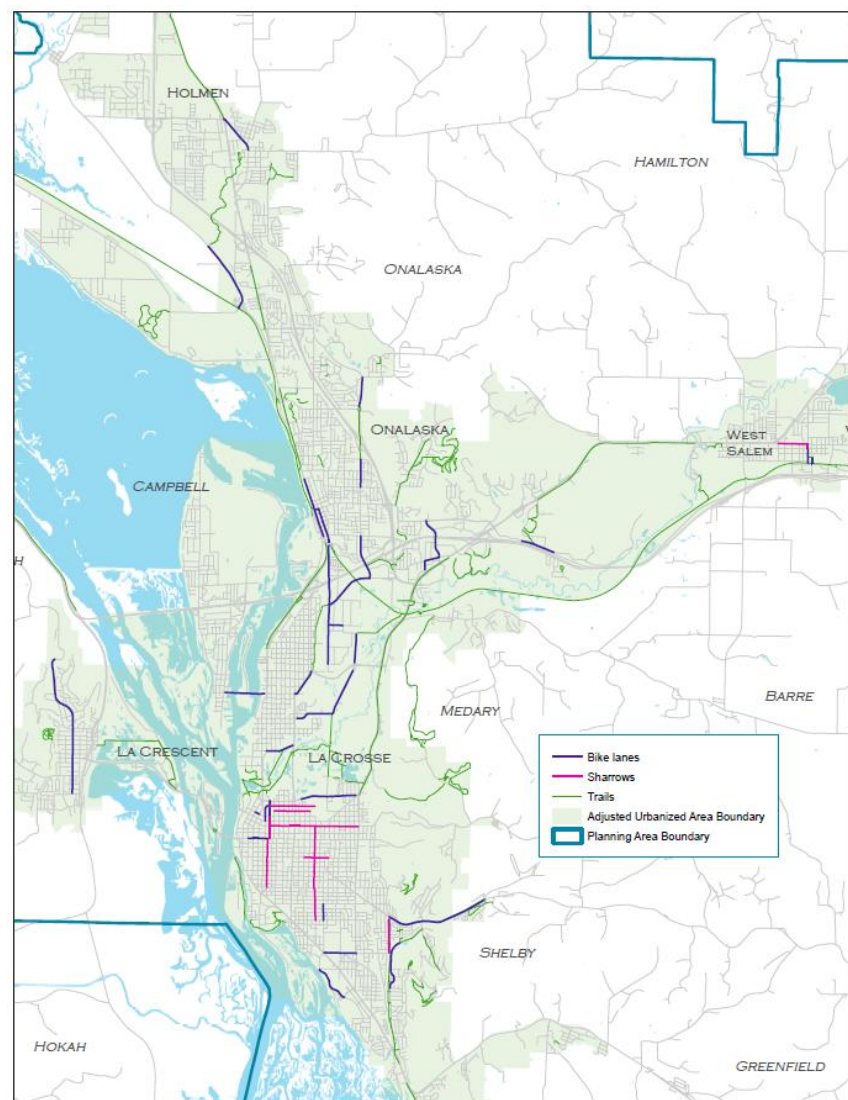 HOLMEN
HAMILTON
ONALASKA
ONALASKA
WEST
SALEM
CAMPBELL
H
BARRE
MEDARY
LA CRESCENT
LA CROSSE
Bike lanes
Sharrows
Trails
Adjusted Urbanized Area Boundary
Planning Area Boundary
SHELBY
HOKAH
GREENFIELD